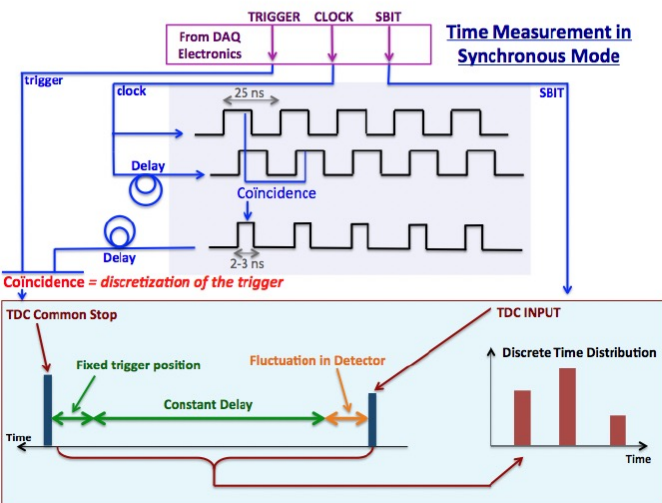 TRIGGER CLOCK SBIT
From DAQ
Electronics
Time Measurement in
Synchronous Mode
trigger
clock
SBIT
25 ns
Delay
Coïncidence
Delay
2-3 ns
Coïncidence = discretization of the trigger
TDC Common Stop
TDC INPUT
Fixed trigger position
Fluctuation in Detector
Constant Delay
Time
Discrete Time Distribution
Time